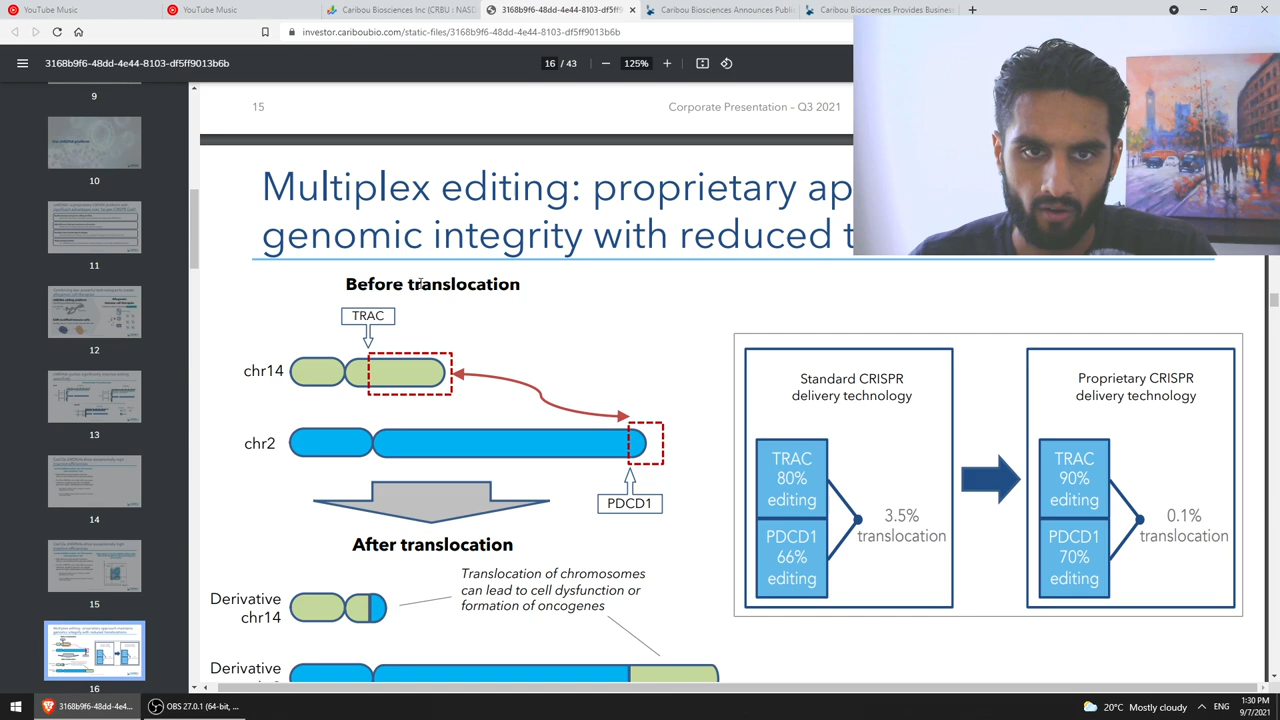 YouTube Music
YouTube Music
Caribou Biosciences Inc (CRBU : NASD
3168b9f6-48dd-4e44-8103-df5ff9
Caribou Biosciences Announces Public
Caribou Biosciences Provides Business
investor.cariboubio.com/static-files/3168b9f6-48dd-4e44-8103-df5ff9013b6b
3168b9f6-48dd-4e44-8103-df5ff9013b6b
16 / 43
125%
9
10
11
12
13
14
15
16
15
Corporate Presentation – Q3 2021
Multiplex editing: proprietary ap
genomic integrity with reduced t
Before translocation
TRAC
chr14
chr2
PDCD1
After translocation
Translocation of chromosomes
can lead to cell dysfunction or
formation of oncogenes
Derivative
chr14
Derivative
Standard CRISPR
delivery technology
TRAC
80%
editing
PDCD1
66%
editing
3.5%
translocation
Proprietary CRISPR
delivery technology
TRAC
90%
editing
PDCD1
70%
editing
0.1%
translocation
3168b9f6-48dd-4e4...
OBS 27.0.1 (64-bit, ...
20°C Mostly cloudy
ENG
1:30 PM
9/7/2021